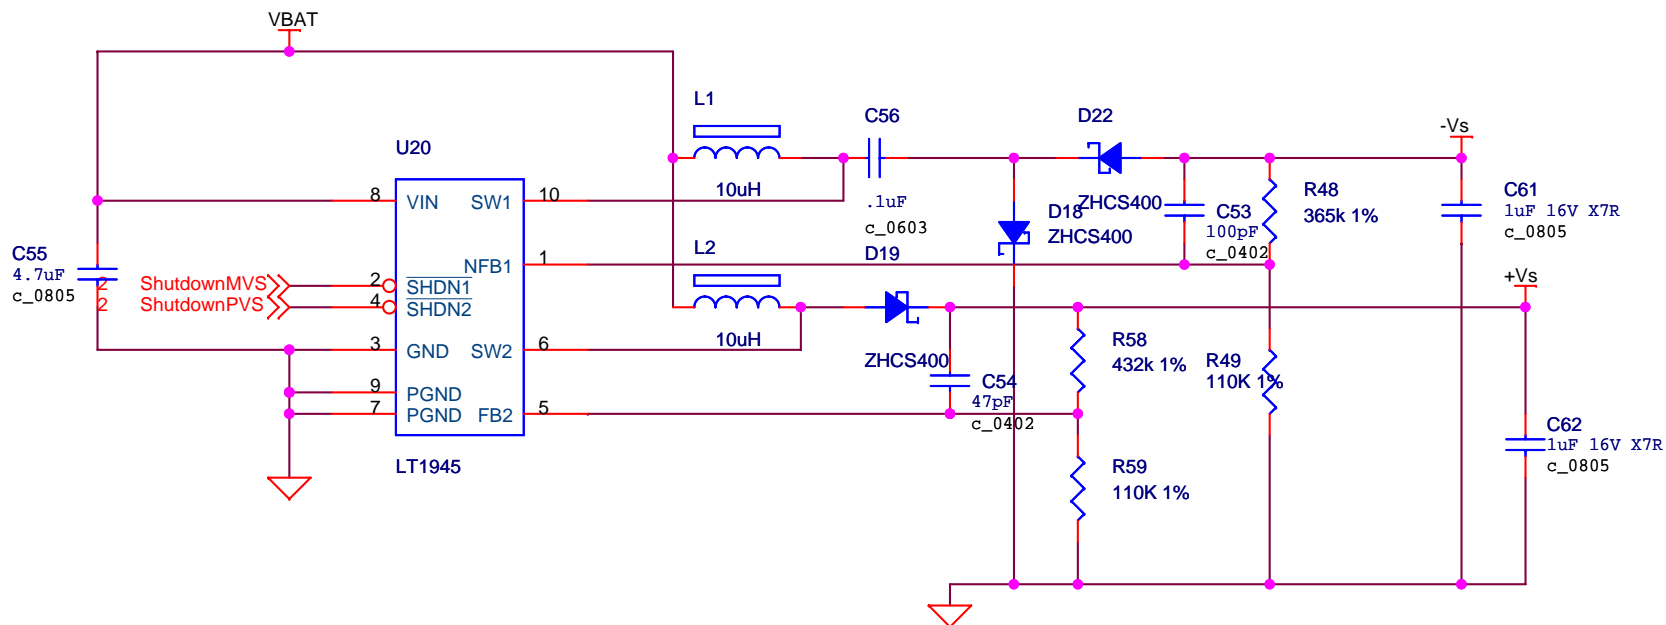 VBAT
L1
C56
D22
-Vs
U20
10uH
.1uF
c_0603
ZHCS400
D18
ZHCS400
C53
100pF
c_0402
R48
365k 1%
C61
1uF 16V X7R
c_0805
8
VIN
SW1
10
C55
4.7uF
c_0805
L2
D19
NFB1
1
+Vs
2
ShutdownMVS
2
SHDN1
2
ShutdownPVS
4
SHDN2
10uH
ZHCS400
R58
432k 1%
R49
110K 1%
3
GND
SW2
6
C54
47pF
c_0402
9
PGND
7
PGND
FB2
5
C62
1uF 16V X7R
c_0805
LT1945
R59
110K 1%